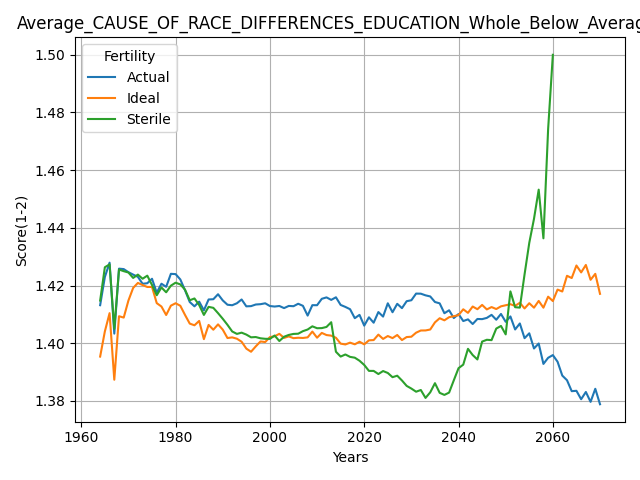 Average_CAUSE_OF_RACE_DIFFERENCES_EDUCATION_Whole_Below_Averag
Fertility
Actual
Ideal
Sterile
1.50
1.48
1.46
1.44
1.42
1.40
1.38
Score(1-2)
1960
1980
2000
2020
2040
2060
Years